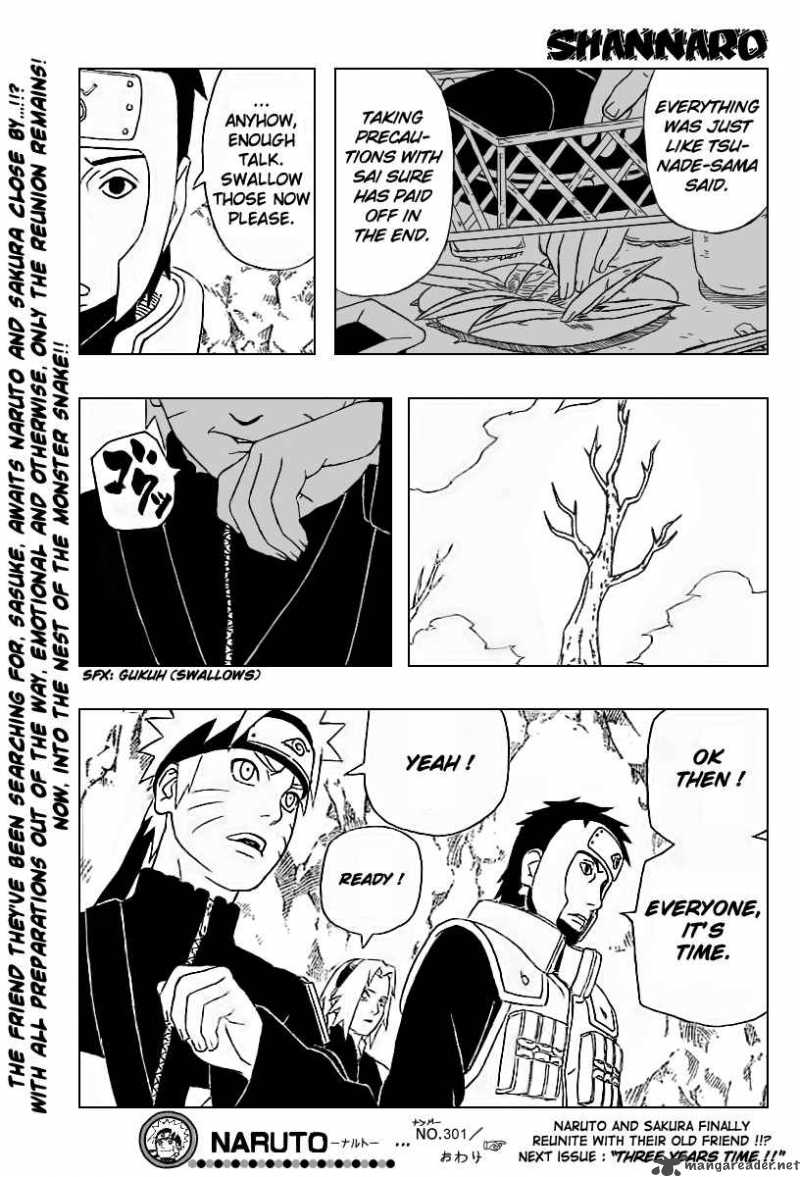 SHANNARO
EVERYTHING
WAS JUST
LIKE TSU-
NADE-SAMA
SAID.
TAKING
PRECAU-
TIONS WITH
SAI SURE
HAS PAID
OFF IN
THE END.
...
ANYHOW,
ENOUGH
TALK.
SWALLOW
THOSE NOW
PLEASE.
ゴクッ
SFX: GUKUH (SWALLOWS)
OK
THEN !
EVERYONE,
IT'S
TIME.
YEAH !
READY !
THE FRIEND THEY'VE BEEN SEARCHING FOR, SASUKE, AWAITS NARUTO AND SAKURA CLOSE BY...!!?
WITH ALL PREPARATIONS OUT OF THE WAY, EMOTIONAL AND OTHERWISE, ONLY THE REUNION REMAINS!
NOW, INTO THE NEST OF THE MONSTER SNAKE!!
NARUTO -ナルト- ... NO.301/
ナンバー
おわり
NARUTO AND SAKURA FINALLY
REUNITE WITH THEIR OLD FRIEND !!?
NEXT ISSUE : "THREE YEARS TIME !!"
mangareader.net